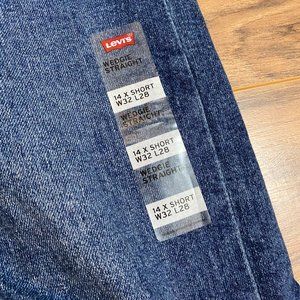 LEVI'S
WEDGIE
STRAIGHT
14 X SHORT
W32 L28
WEDGIE
STRAIGHT
14 X SHORT
W32 L28
WEDGIE
STRAIGHT
14 X SHORT
W32 L28